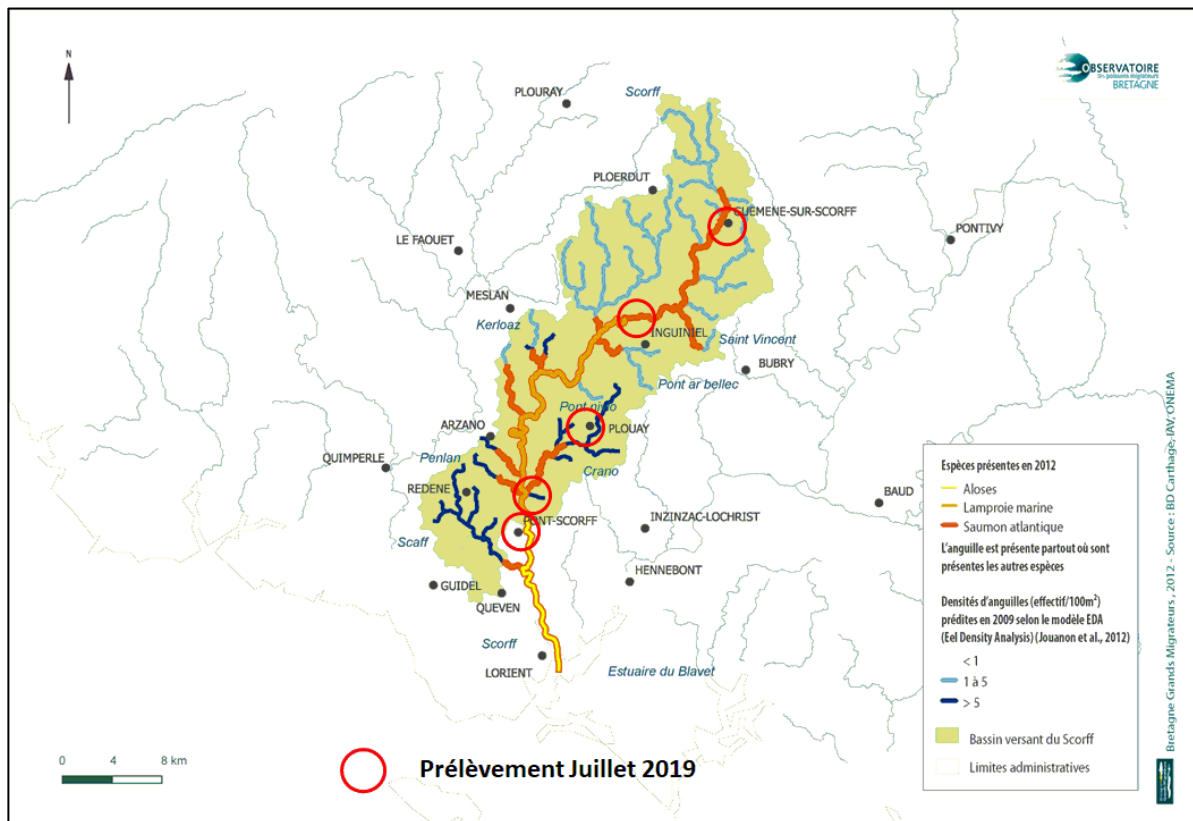 N
OBSERVATOIRE
des poissons migrateurs
BRETAGNE
PLOURAY
Scorff
PLOERDUT
GUEMENE-SUR-SCORFF
LE FAOUET
PONTIVY
MESLAN
Kerloaz
INGUINIEL
Saint Vincent
BUBRY
Pont ar bellec
Pont nivo
PLOUAY
ARZANO
QUIMPERLE
Penlan
Crano
REDENE
BAUD
PONT-SCORFF
INZINZAC-LOCHRIST
Scaff
HENNEBONT
GUIDEL
QUEVEN
Scorff
LORIENT
Estuaire du Blavet
Espèces présentes en 2012
Aloses
Lamproie marine
Saumon atlantique
L'anguille est présente partout où sont
présentes les autres espèces
Densités d'anguilles (effectif/100m²)
prédites en 2009 selon le modèle EDA
(Eel Density Analysis) (Jouanon et al., 2012)
< 1
1 à 5
> 5
Bassin versant du Scorff
Limites administratives
Bretagne Grands Migrateurs, 2012 - Source : BD Carthage, IAV, ONEMA
0 4 8 km
Prélèvement Juillet 2019